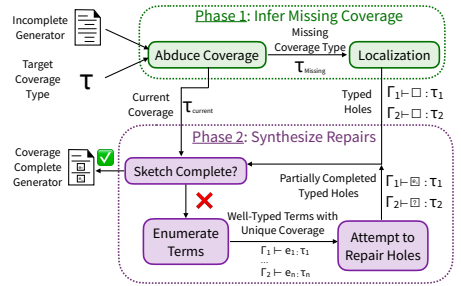 Phase 1: Infer Missing Coverage
Incomplete
Generator
Target
Coverage
Type
τ
Abduce Coverage
Missing
Coverage Type
τ Missing
Localization
Current
Coverage
τ current
Typed
Holes
Γ₁⊢□:τ₁
Γ₂⊢□:τ₂
Phase 2: Synthesize Repairs
Coverage
Complete
Generator
Sketch Complete?
Partially Completed
Typed Holes
Γ₁⊢
:τ₁
Γ₂⊢?:τ₂
Enumerate
Terms
Well-Typed Terms with
Unique Coverage
Γ₁ ⊢ e₁:τ₁
...
Γ₂ ⊢ eₙ:τₙ
Attempt to
Repair Holes